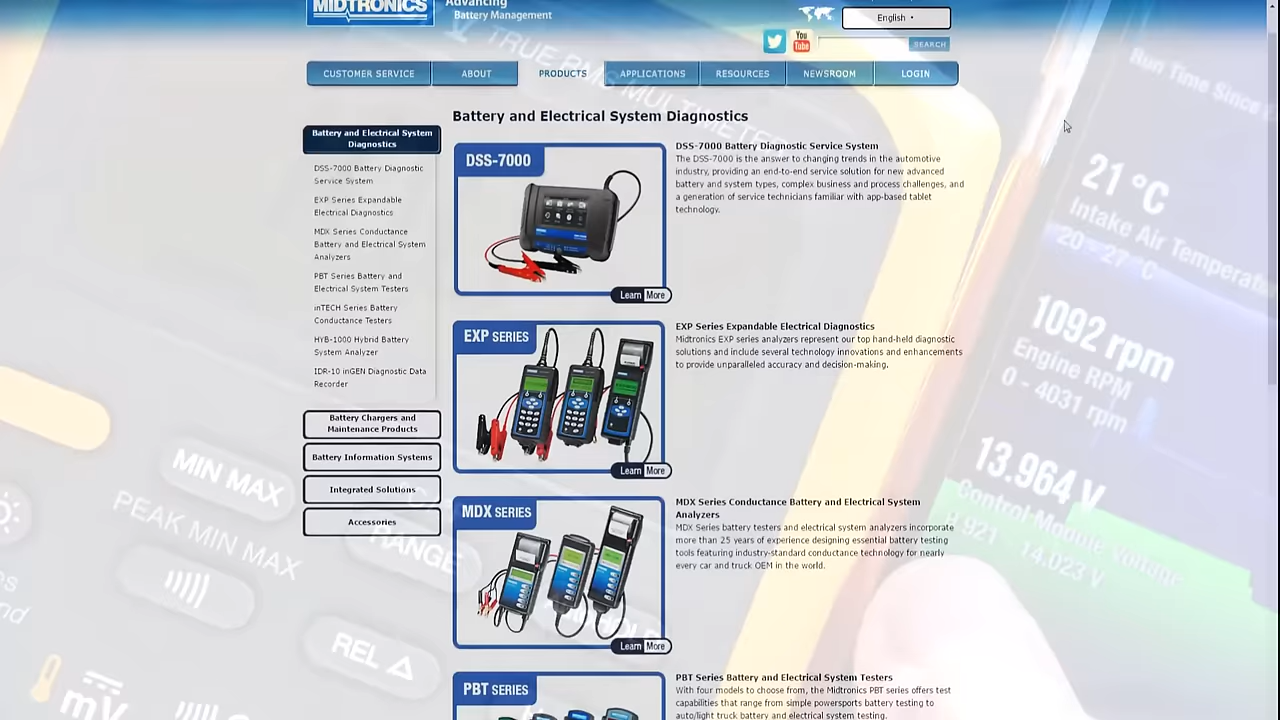 MIDTRONICS
Advancing
Battery Management
English
You
Tube
SEARCH
CUSTOMER SERVICE
ABOUT
PRODUCTS
APPLICATIONS
RESOURCES
NEWSROOM
LOGIN
Battery and Electrical System Diagnostics
Battery and Electrical System
Diagnostics
DSS-7000 Battery Diagnostic
Service System
EXP Series Expandable
Electrical Diagnostics
MDX Series Conductance
Battery and Electrical System
Analyzers
PBT Series Battery and
Electrical System Testers
inTECH Series Battery
Conductance Testers
HYB-1000 Hybrid Battery
System Analyzer
IDR-10 inGEN Diagnostic Data
Recorder
Battery Chargers and
Maintenance Products
Battery Information Systems
Integrated Solutions
Accessories
DSS-7000
Learn More
DSS-7000 Battery Diagnostic Service System
The DSS-7000 is the answer to changing trends in the automotive
industry, providing an end-to-end service solution for new advanced
battery and system types, complex business and process challenges, and
a generation of service technicians familiar with app-based tablet
technology.
EXP SERIES
Learn More
EXP Series Expandable Electrical Diagnostics
Midtronics EXP series analyzers represent our top hand-held diagnostic
solutions and include several technology innovations and enhancements
to provide unparalleled accuracy and decision-making.
MDX SERIES
Learn More
MDX Series Conductance Battery and Electrical System
Analyzers
MDX Series battery testers and electrical system analyzers incorporate
more than 25 years of experience designing essential battery testing
tools featuring industry-standard conductance technology for nearly
every car and truck OEM in the world.
PBT SERIES
PBT Series Battery and Electrical System Testers
With four models to choose from, the Midtronics PBT series offers test
capabilities that range from simple powersports battery testing to
auto/light truck battery and electrical system testing.
TRUE RMS MULTIMETER
MIN MAX
PEAK MIN MAX
RANGE
REL △
Run Time Since
21 °C
Intake Air Temperat
20 - 27 °C
1092 rpm
Engine RPM
0 - 4031 rpm
13.964 V
Control Module
14.023 V